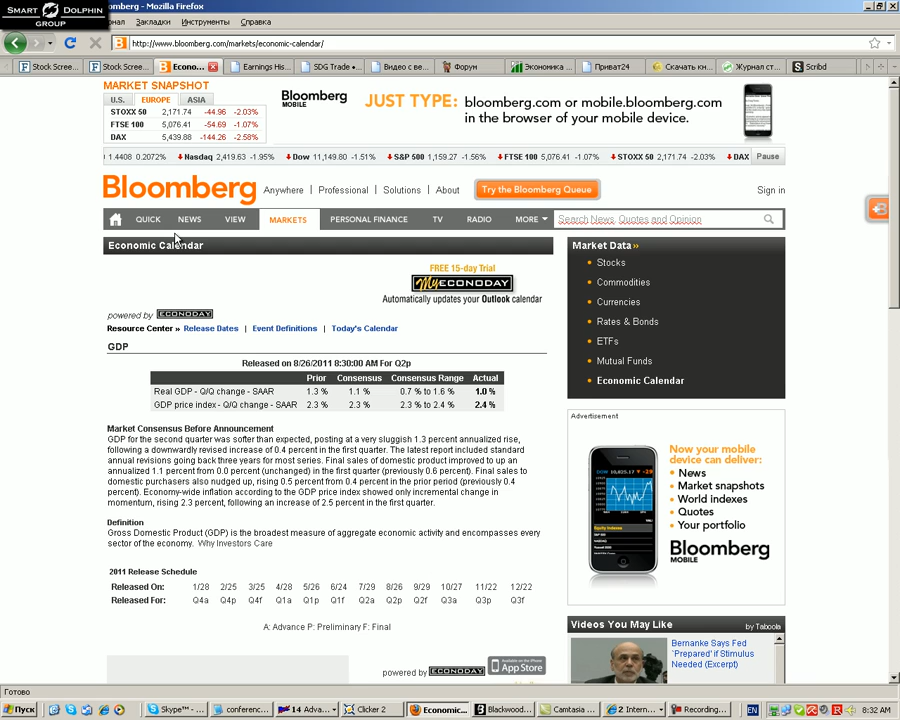 SMART DOLPHIN
GROUP
omberg.com - Mozilla Firefox
Закладки Инструменты Справка
http://www.bloomberg.com/markets/economic-calendar/
Stock Scree... Stock Scree... Econo... Earnings His... SDG Trade •... Видео с ве... Форум Экономика ... Приват24 Скачать кн... Журнал ст... Scribd
MARKET SNAPSHOT
U.S. EUROPE ASIA
STOXX 50 2,171.74 -44.96 -2.03%
FTSE 100 5,076.41 -54.69 -1.07%
DAX 5,439.88 -144.26 -2.58%
Bloomberg
MOBILE
JUST TYPE: bloomberg.com or mobile.bloomberg.com
in the browser of your mobile device.
1.4408 0.2072% Nasdaq 2,419.63 -1.95% Dow 11,149.80 -1.51% S&P 500 1,159.27 -1.56% FTSE 100 5,076.41 -1.07% STOXX 50 2,171.74 -2.03% DAX Pause
Bloomberg Anywhere | Professional | Solutions | About Try the Bloomberg Queue Sign in
QUICK NEWS VIEW MARKETS PERSONAL FINANCE TV RADIO MORE Search News, Quotes and Opinion
Economic Calendar
FREE 15-day Trial
MyECONODAY
Automatically updates your Outlook calendar
powered by ECONODAY
Resource Center » Release Dates | Event Definitions | Today's Calendar
GDP
Released on 8/26/2011 8:30:00 AM For Q2p
Prior Consensus Consensus Range Actual
Real GDP - Q/Q change - SAAR 1.3 % 1.1 % 0.7 % to 1.6 % 1.0 %
GDP price index - Q/Q change - SAAR 2.3 % 2.3 % 2.3 % to 2.4 % 2.4 %
Market Consensus Before Announcement
GDP for the second quarter was softer than expected, posting at a very sluggish 1.3 percent annualized rise,
following a downwardly revised increase of 0.4 percent in the first quarter. The latest report included standard
annual revisions going back three years for most series. Final sales of domestic product improved to up an
annualized 1.1 percent from 0.0 percent (unchanged) in the first quarter (previously 0.6 percent). Final sales to
domestic purchasers also nudged up, rising 0.5 percent from 0.4 percent in the prior period (previously 0.4
percent). Economy-wide inflation according to the GDP price index showed only incremental change in
momentum, rising 2.3 percent, following an increase of 2.5 percent in the first quarter.
Definition
Gross Domestic Product (GDP) is the broadest measure of aggregate economic activity and encompasses every
sector of the economy. Why Investors Care
2011 Release Schedule
Released On: 1/28 2/25 3/25 4/28 5/26 6/24 7/29 8/26 9/29 10/27 11/22 12/22
Released For: Q4a Q4p Q4f Q1a Q1p Q1f Q2a Q2p Q2f Q3a Q3p Q3f
A: Advance P: Preliminary F: Final
powered by ECONODAY
Available on the iPhone
App Store
Market Data »
Stocks
Commodities
Currencies
Rates & Bonds
ETFs
Mutual Funds
Economic Calendar
Advertisement
Now your mobile
device can deliver:
News
Market snapshots
World indexes
Quotes
Your portfolio
Bloomberg
MOBILE
Videos You May Like by Taboola
Bernanke Says Fed
'Prepared' if Stimulus
Needed (Excerpt)
Готово
Пуск Skype™ - ... conferenc... 14 Adva... Clicker 2 Economic... Blackwood... Camtasia ... 2 Intern... Recording... EN 8:32 AM